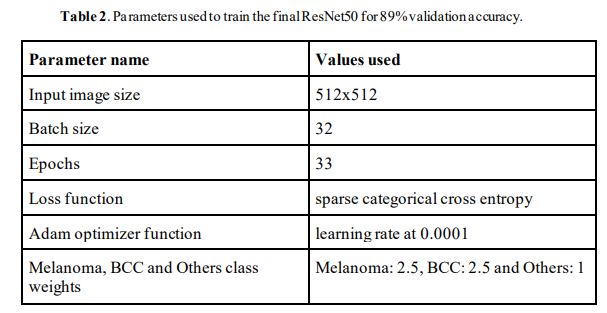 Table 2. Parameters used to train the final ResNet50 for 89% validation accuracy.
Parameter name Values used
Input image size 512x512
Batch size 32
Epochs 33
Loss function sparse categorical cross entropy
Adam optimizer function learning rate at 0.0001
Melanoma, BCC and Others class Melanoma: 2.5, BCC: 2.5 and Others: 1
weights